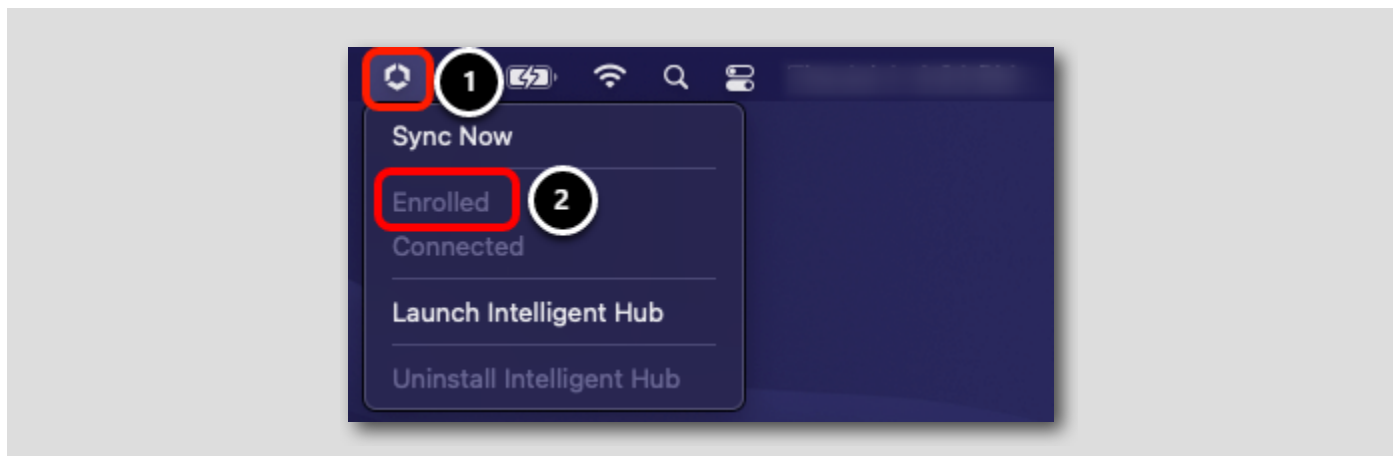 1
Sync Now
Enrolled
2
Connected
Launch Intelligent Hub
Uninstall Intelligent Hub